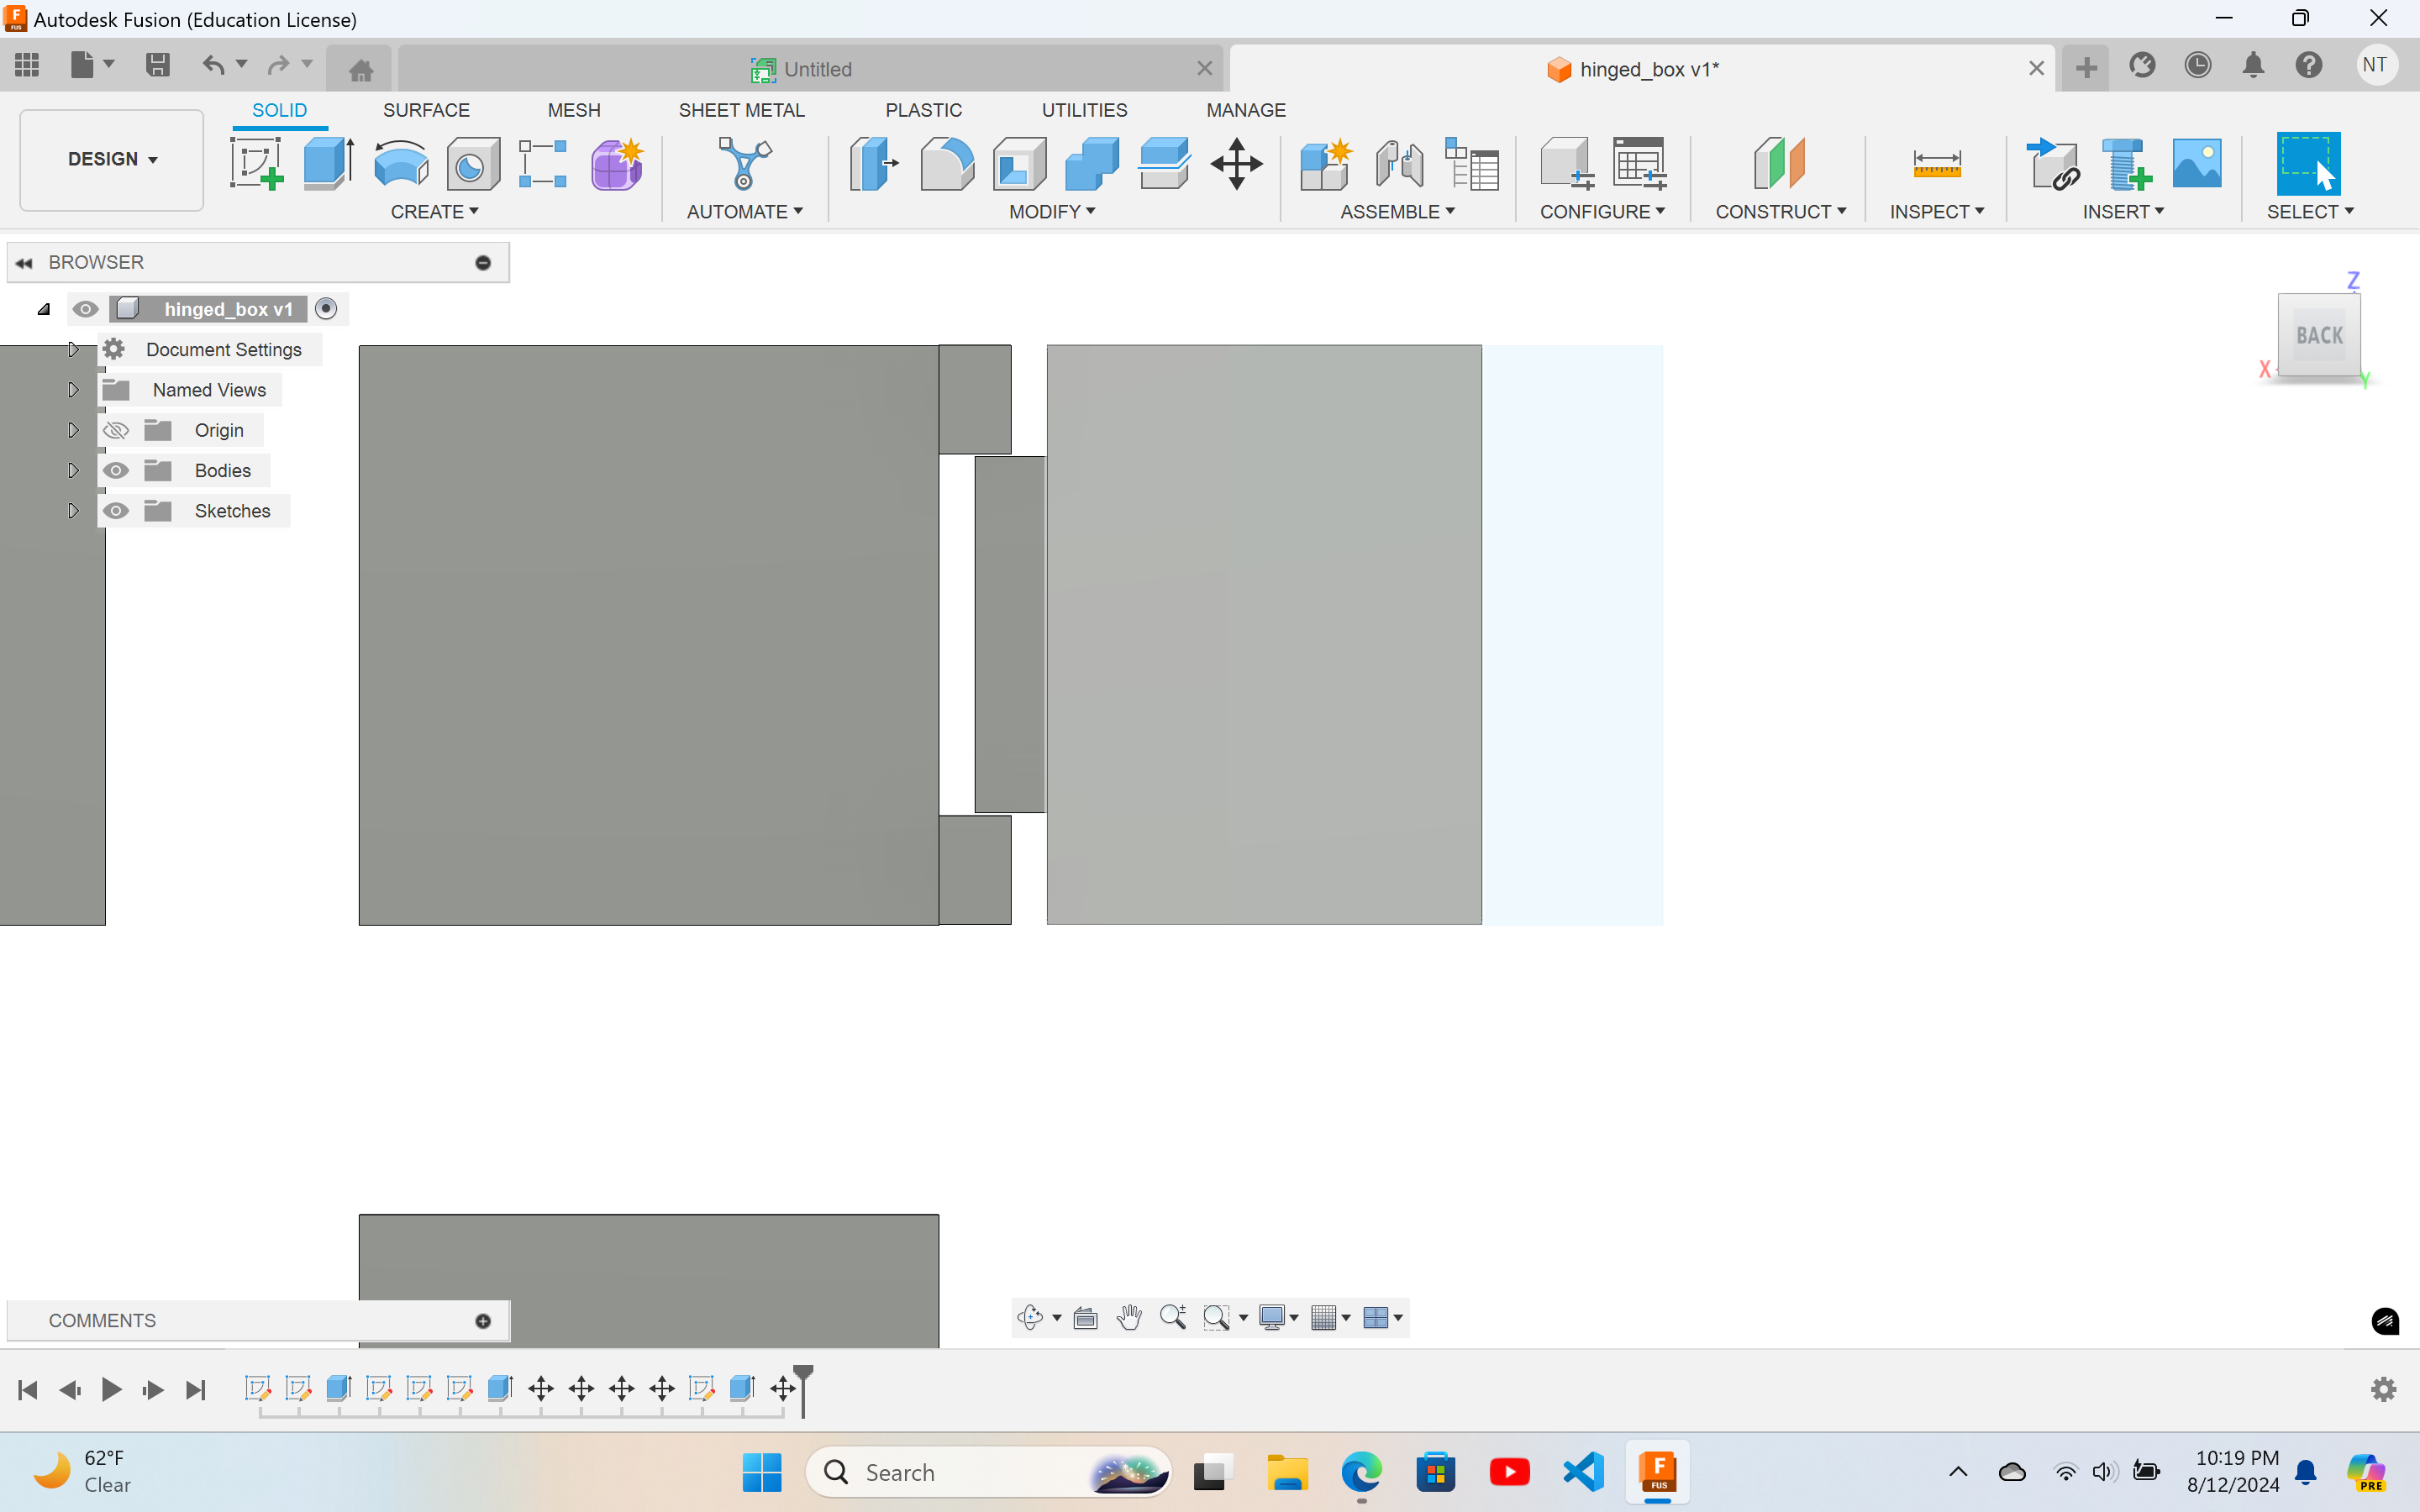 Autodesk Fusion (Education License)
Untitled
hinged_box v1*
NT
DESIGN
SOLID
SURFACE
MESH
SHEET METAL
PLASTIC
UTILITIES
MANAGE
CREATE
AUTOMATE
MODIFY
ASSEMBLE
CONFIGURE
CONSTRUCT
INSPECT
INSERT
SELECT
BROWSER
hinged_box v1
Document Settings
Named Views
Origin
Bodies
Sketches
Z
BACK
X
Y
COMMENTS
62°F
Clear
Search
F
FUS
10:19 PM
8/12/2024
PRE